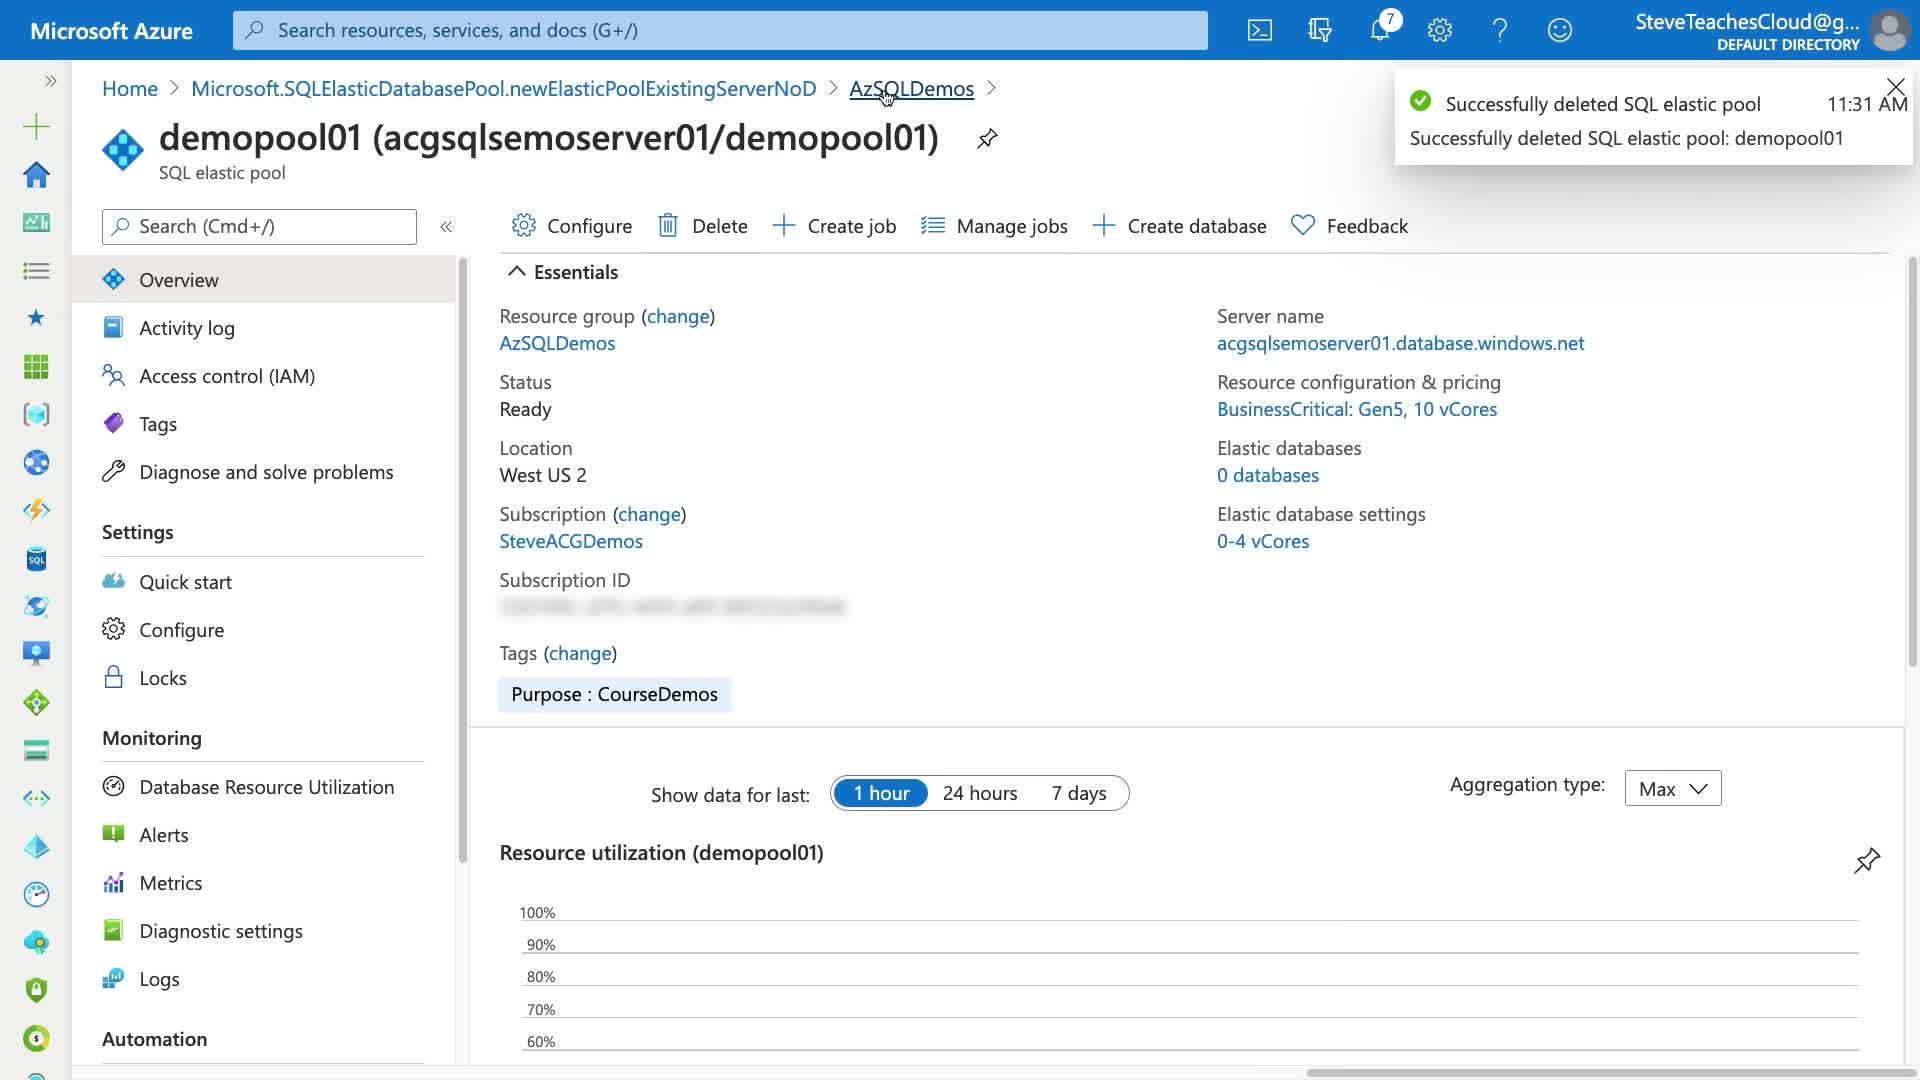 Microsoft Azure
Search resources, services, and docs (G+/)
7
SteveTeachesCloud@g...
DEFAULT DIRECTORY
Home
Microsoft.SQLElasticDatabasePool.newElasticPoolExistingServerNoD
AzSQLDemos
Successfully deleted SQL elastic pool
11:31 AM
Successfully deleted SQL elastic pool: demopool01
demopool01 (acgsqlsemoserver01/demopool01)
SQL elastic pool
Search (Cmd+/)
Configure
Delete
Create job
Manage jobs
Create database
Feedback
Overview
Activity log
Access control (IAM)
Tags
Diagnose and solve problems
Settings
Quick start
Configure
Locks
Monitoring
Database Resource Utilization
Alerts
Metrics
Diagnostic settings
Logs
Automation
SQL
Essentials
Resource group (change)
AzSQLDemos
Status
Ready
Location
West US 2
Subscription (change)
SteveACGDemos
Subscription ID
Tags (change)
Purpose : CourseDemos
Server name
acgsqlsemoserver01.database.windows.net
Resource configuration & pricing
BusinessCritical: Gen5, 10 vCores
Elastic databases
0 databases
Elastic database settings
0-4 vCores
Show data for last:
1 hour
24 hours
7 days
Aggregation type:
Max
Resource utilization (demopool01)
100%
90%
80%
70%
60%